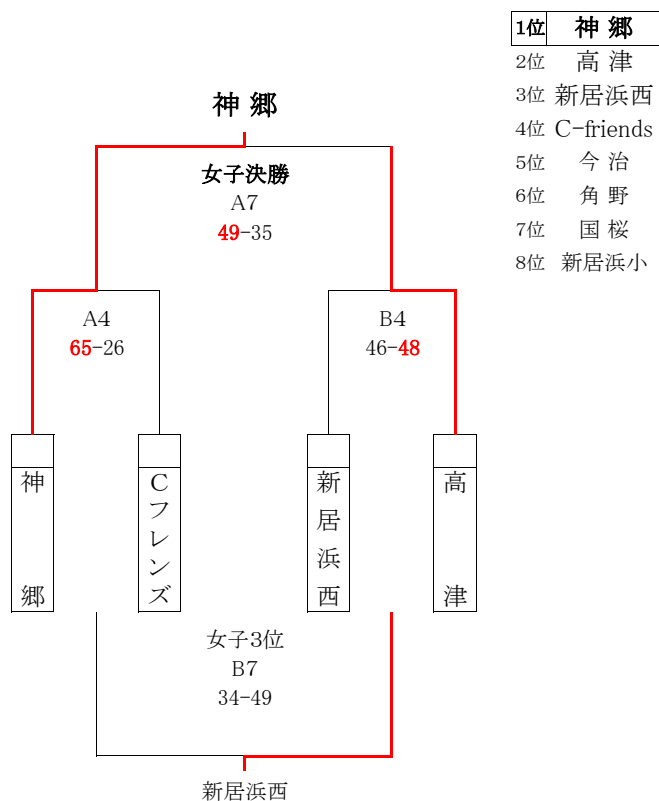 1位 神 郷
2位 高 津
3位 新居浜西
4位 C-friends
5位 今 治
6位 角 野
7位 国 桜
8位 新居浜小
神 郷
女子決勝
A7
49-35
A4
65-26
B4
46-48
神郷
Cフレンズ
新居浜西
高津
女子3位
B7
34-49
新居浜西